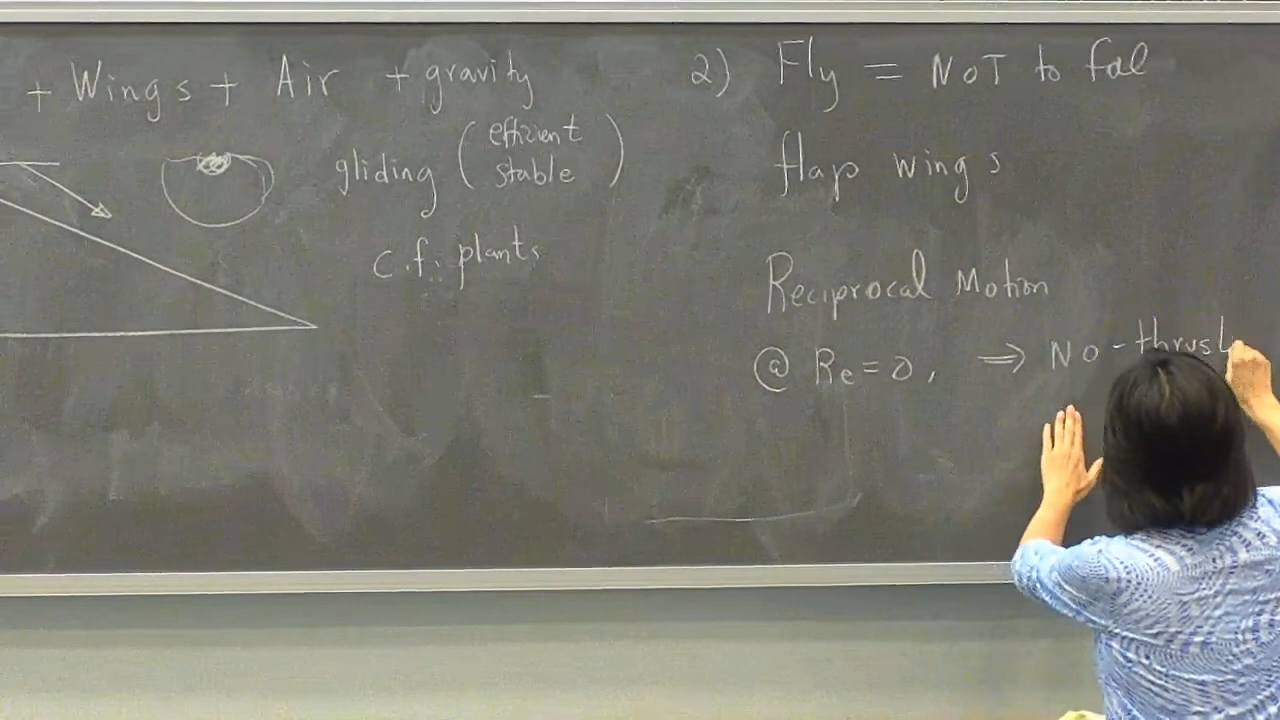 + Wings + Air + gravity
gliding (efficient
stable)
c.f. plants
2) Fly = NOT to fal
flap wings
Reciprocal Motion
@ Re=0, ⇒ No-thrust